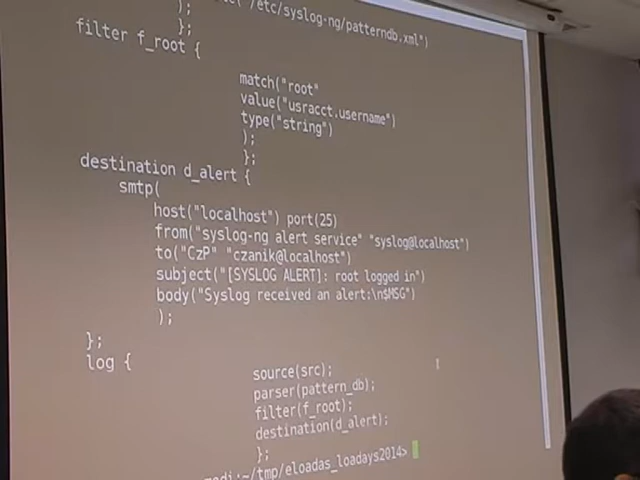 );
/etc/syslog-ng/patterndb.xml")
};
filter f_root {
match("root"
value("usracct.username")
type("string")
);
};
destination d_alert {
smtp(
host("localhost") port(25)
from("syslog-ng alert service" "syslog@localhost")
to("CzP" "czanik@localhost")
subject("[SYSLOG ALERT]: root logged in")
body("Syslog received an alert:\n$MSG")
);
};
log {
source(src);
parser(pattern_db);
filter(f_root);
destination(d_alert);
};
:~/tmp/eloadas_loadays2014>